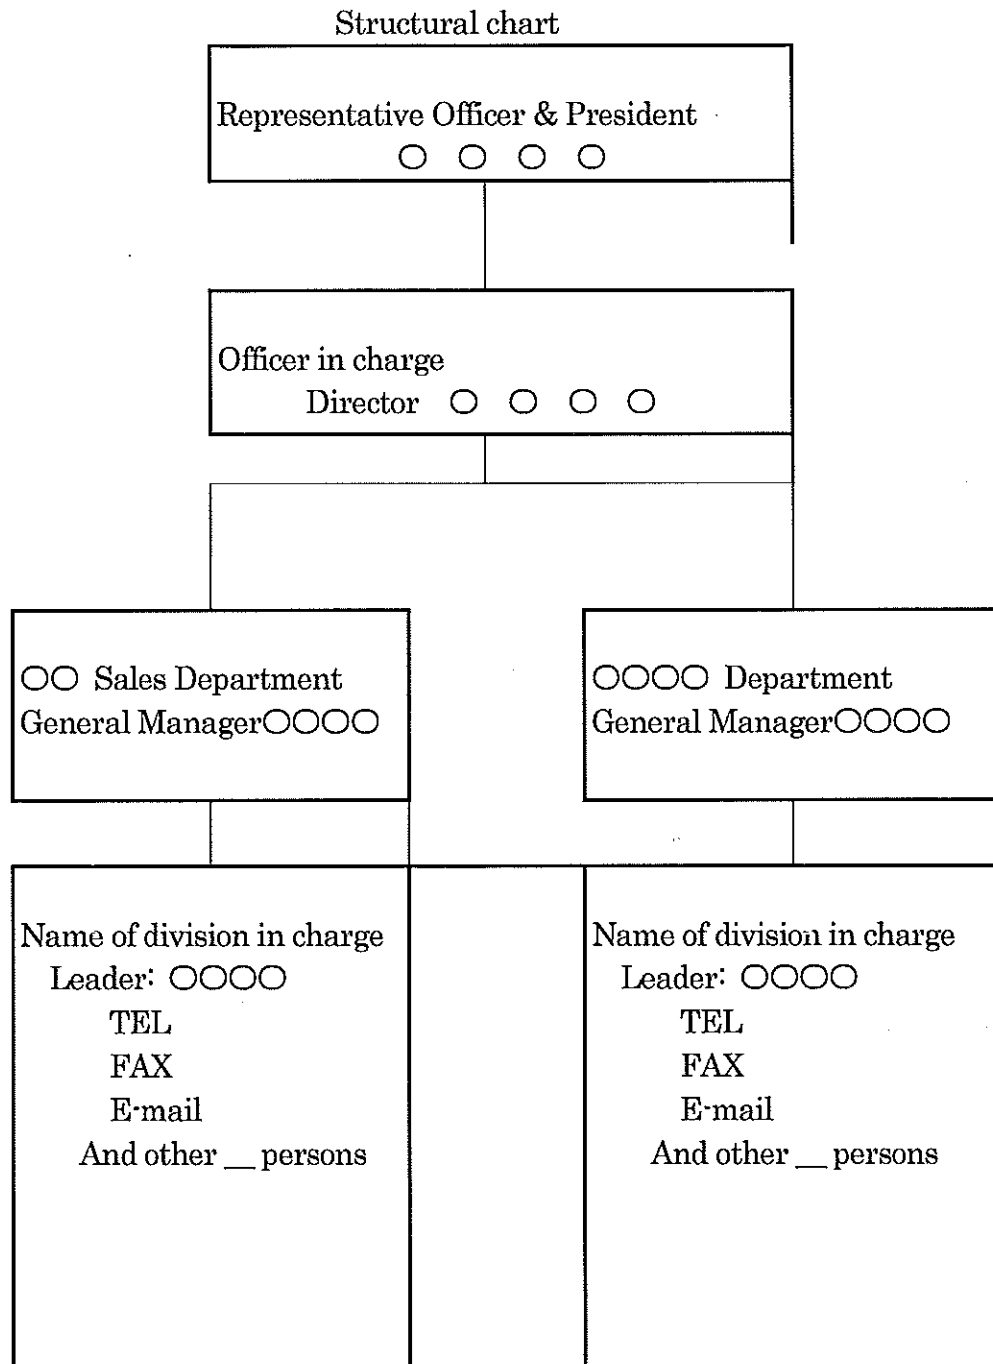 Structural chart
Representative Officer & President
○ ○ ○ ○
Officer in charge
Director ○ ○ ○ ○
○○ Sales Department
General Manager○○○○
○○○○ Department
General Manager○○○○
Name of division in charge
Leader: ○○○○
TEL
FAX
E-mail
And other __ persons
Name of division in charge
Leader: ○○○○
TEL
FAX
E-mail
And other __ persons